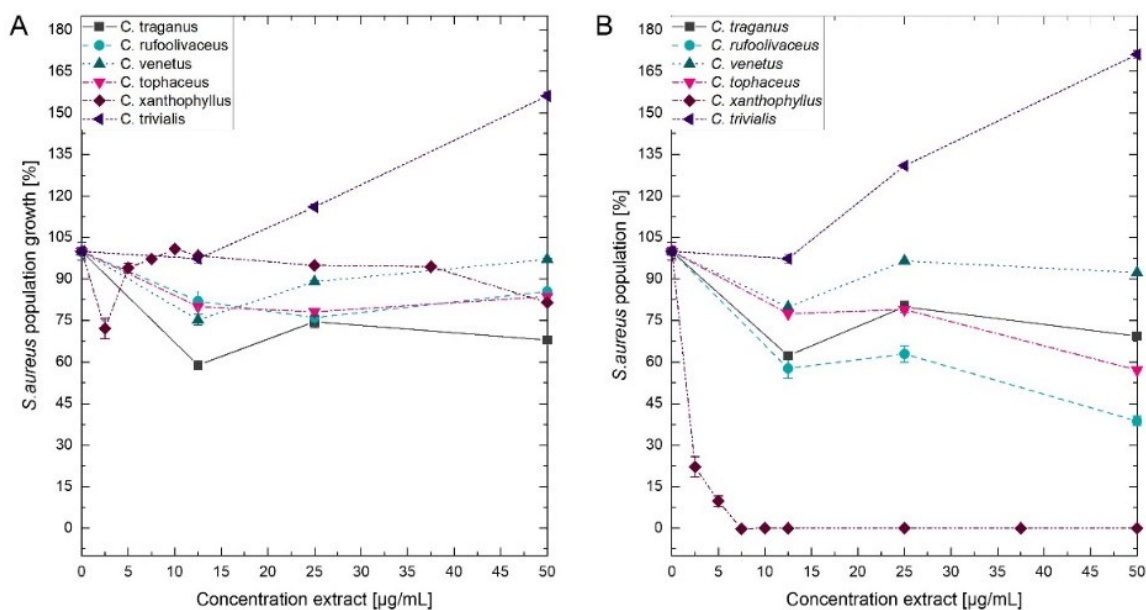 A
C. traganus
C. rufoolivaceus
C. venetus
C. tophaceus
C. xanthophyllus
C. trivialis
180
165
150
135
120
105
90
75
60
45
30
15
0
S.aureus population growth [%]
0 5 10 15 20 25 30 35 40 45 50
Concentration extract [µg/mL]
B
C. traganus
C. rufoolivaceus
C. venetus
C. tophaceus
C. xanthophyllus
C. trivialis
180
165
150
135
120
105
90
75
60
45
30
15
0
S.aureus population [%]
0 5 10 15 20 25 30 35 40 45 50
Concentration extract [µg/mL]